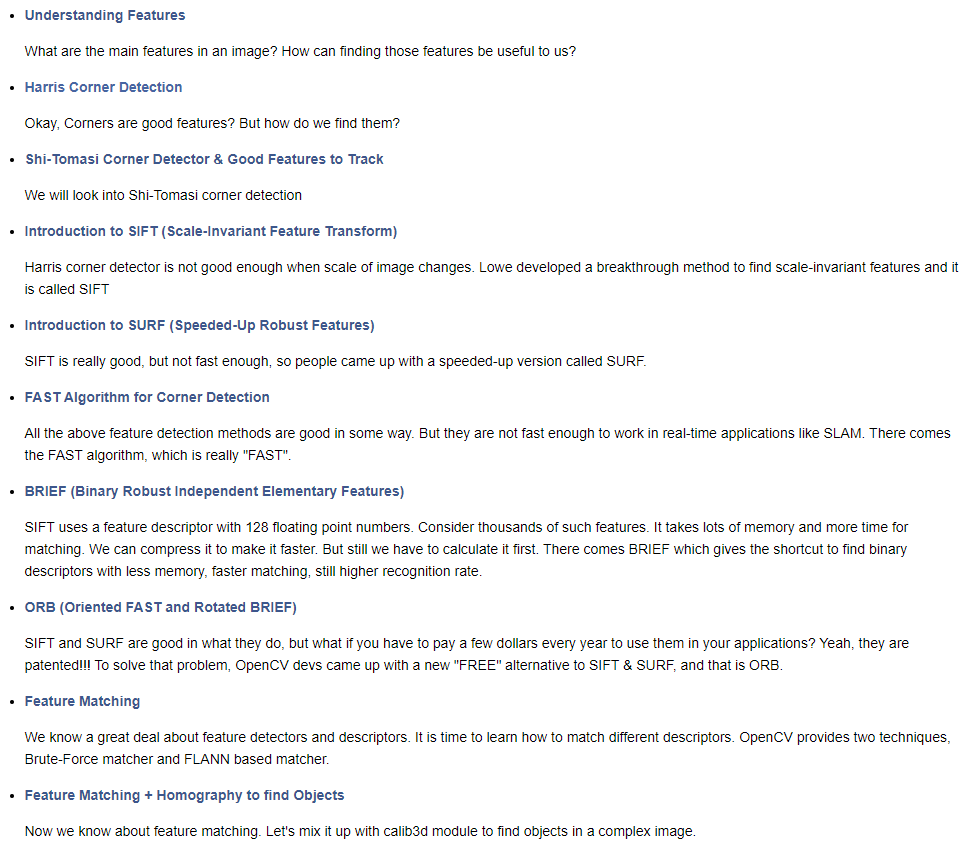 Understanding Features
What are the main features in an image? How can finding those features be useful to us?
Harris Corner Detection
Okay, Corners are good features? But how do we find them?
Shi-Tomasi Corner Detector & Good Features to Track
We will look into Shi-Tomasi corner detection
Introduction to SIFT (Scale-Invariant Feature Transform)
Harris corner detector is not good enough when scale of image changes. Lowe developed a breakthrough method to find scale-invariant features and it
is called SIFT
Introduction to SURF (Speeded-Up Robust Features)
SIFT is really good, but not fast enough, so people came up with a speeded-up version called SURF.
FAST Algorithm for Corner Detection
All the above feature detection methods are good in some way. But they are not fast enough to work in real-time applications like SLAM. There comes
the FAST algorithm, which is really "FAST".
BRIEF (Binary Robust Independent Elementary Features)
SIFT uses a feature descriptor with 128 floating point numbers. Consider thousands of such features. It takes lots of memory and more time for
matching. We can compress it to make it faster. But still we have to calculate it first. There comes BRIEF which gives the shortcut to find binary
descriptors with less memory, faster matching, still higher recognition rate.
ORB (Oriented FAST and Rotated BRIEF)
SIFT and SURF are good in what they do, but what if you have to pay a few dollars every year to use them in your applications? Yeah, they are
patented!!! To solve that problem, OpenCV devs came up with a new "FREE" alternative to SIFT & SURF, and that is ORB.
Feature Matching
We know a great deal about feature detectors and descriptors. It is time to learn how to match different descriptors. OpenCV provides two techniques,
Brute-Force matcher and FLANN based matcher.
Feature Matching + Homography to find Objects
Now we know about feature matching. Let's mix it up with calib3d module to find objects in a complex image.